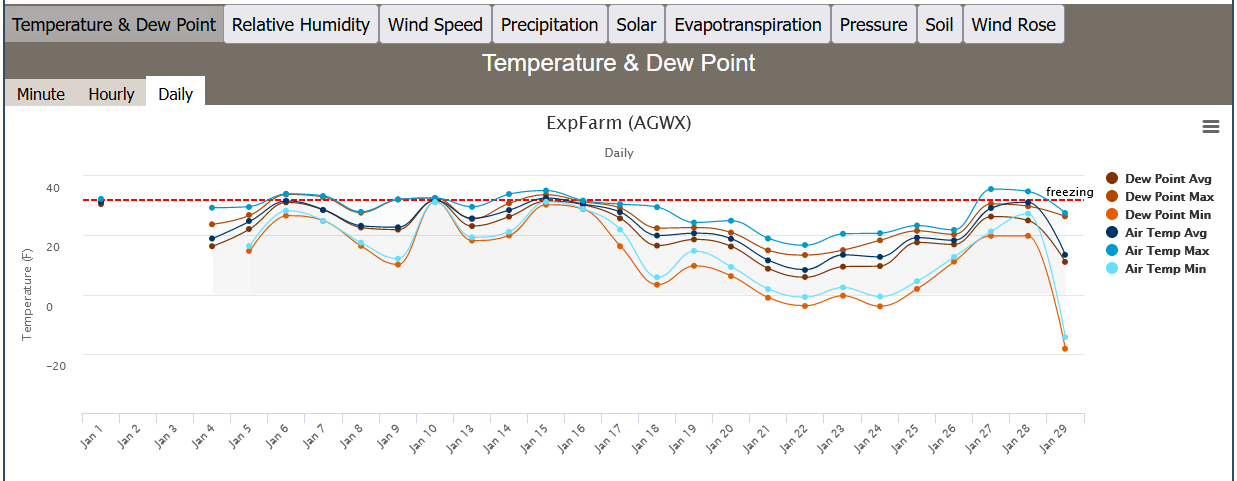 Temperature & Dew Point Relative Humidity Wind Speed Precipitation Solar Evapotranspiration Pressure Soil Wind Rose
Temperature & Dew Point
Minute Hourly Daily
ExpFarm (AGWX)
Daily
Temperature (F)
40
20
0
-20
freezing
Dew Point Avg
Dew Point Max
Dew Point Min
Air Temp Avg
Air Temp Max
Air Temp Min
Jan 1 Jan 2 Jan 3 Jan 4 Jan 5 Jan 6 Jan 7 Jan 8 Jan 9 Jan 10 Jan 13 Jan 14 Jan 15 Jan 16 Jan 17 Jan 18 Jan 19 Jan 20 Jan 21 Jan 22 Jan 23 Jan 24 Jan 25 Jan 26 Jan 27 Jan 28 Jan 29